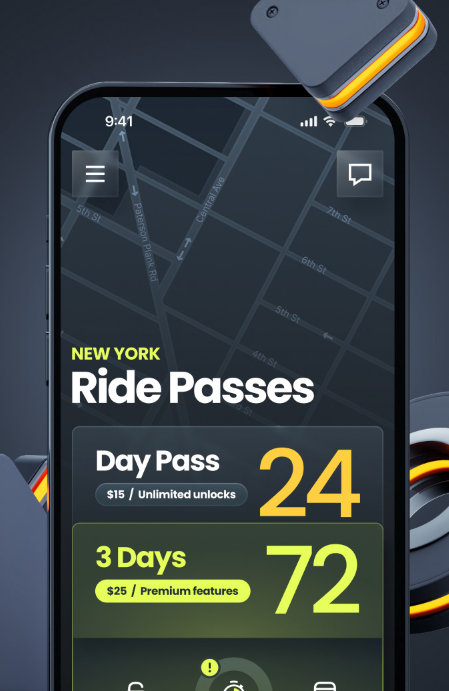 9:41
5th St
Paterson Plank Rd
Central Ave
7th St
6th St
5th St
4th St
NEW YORK
Ride Passes
Day Pass
$15 / Unlimited unlocks
24
3 Days
$25 / Premium features
72
!